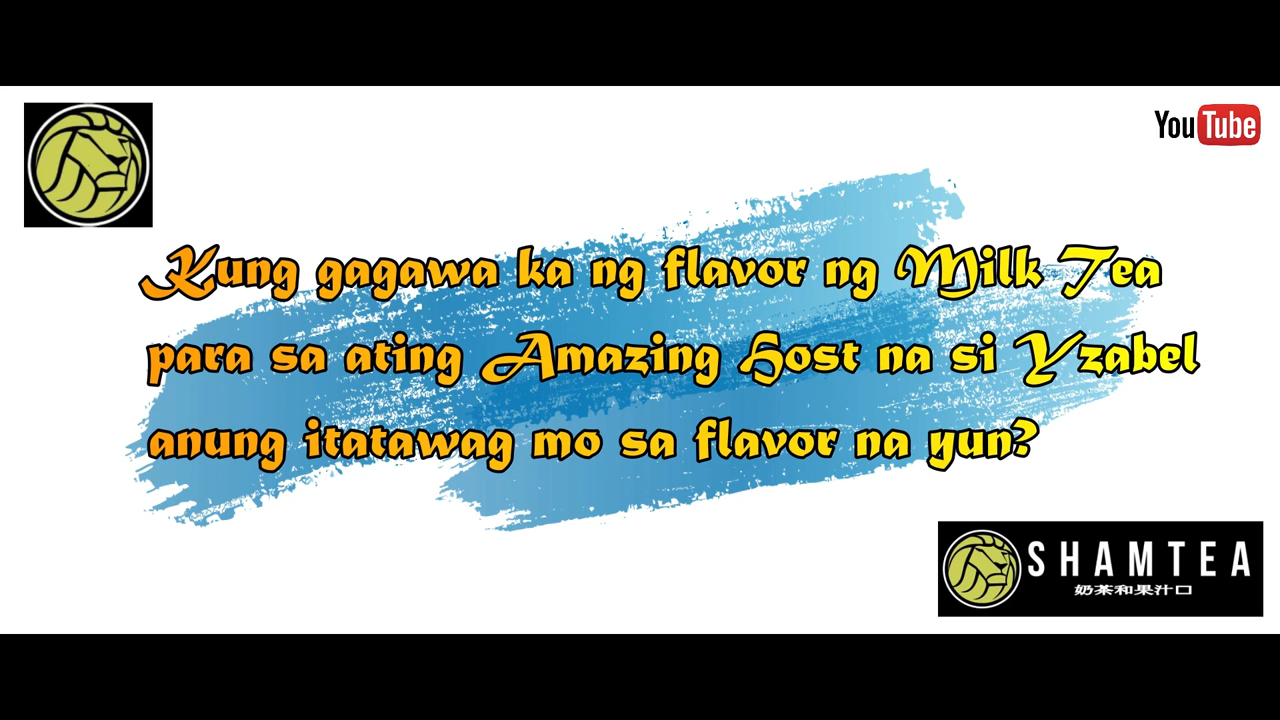 YouTube
Kung gagawa ka ng flavor ng Milk Tea
para sa ating Amazing Host na si Yzabel
anung itatawag mo sa flavor na yun?
SHAMTEA
奶茶和果汁口